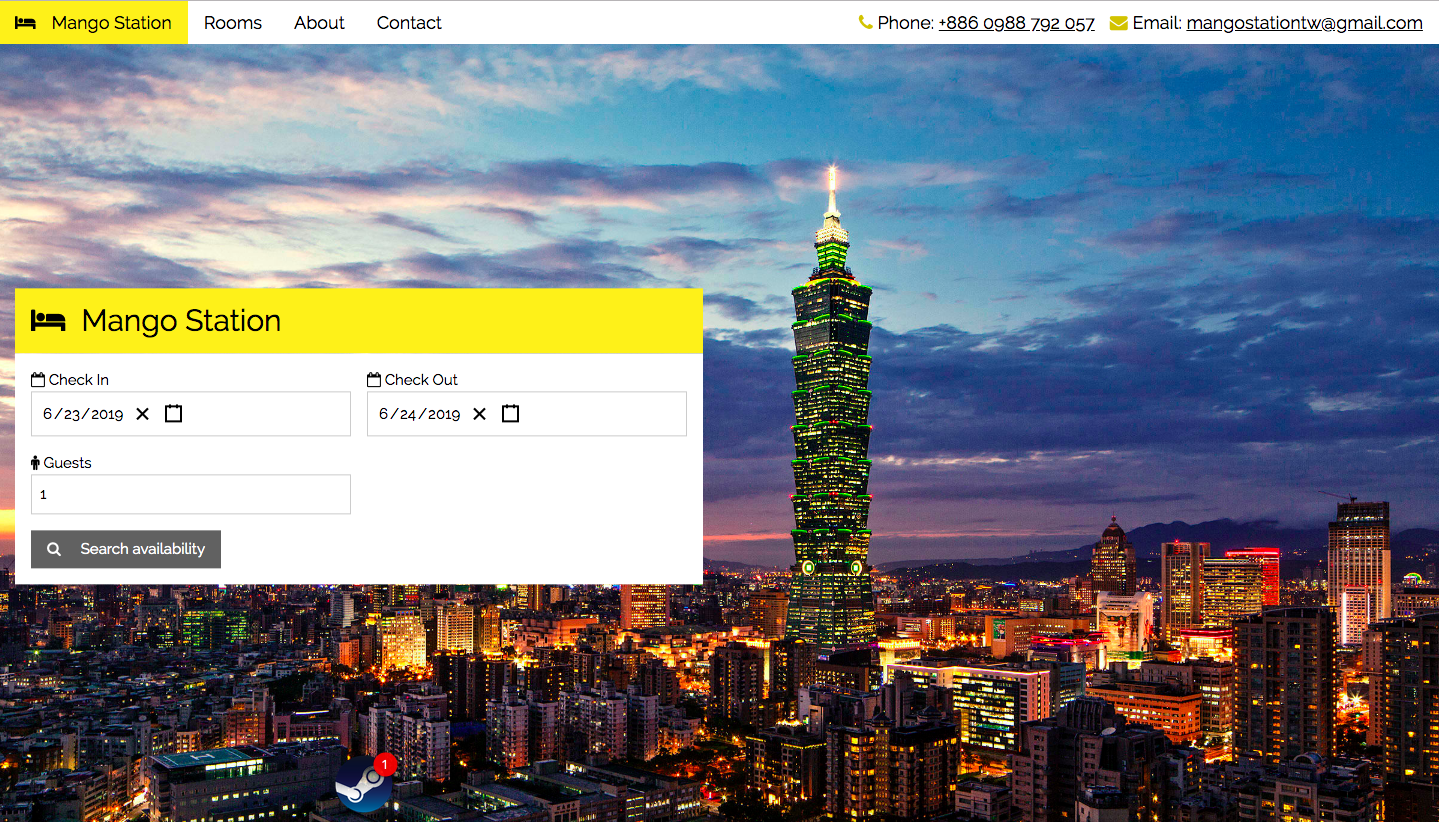 Mango Station Rooms About Contact Phone: +886 0988 792 057 Email: mangostationtw@gmail.com
Mango Station
Check In Check Out
6/23/2019 6/24/2019
Guests
1
Search availability
1